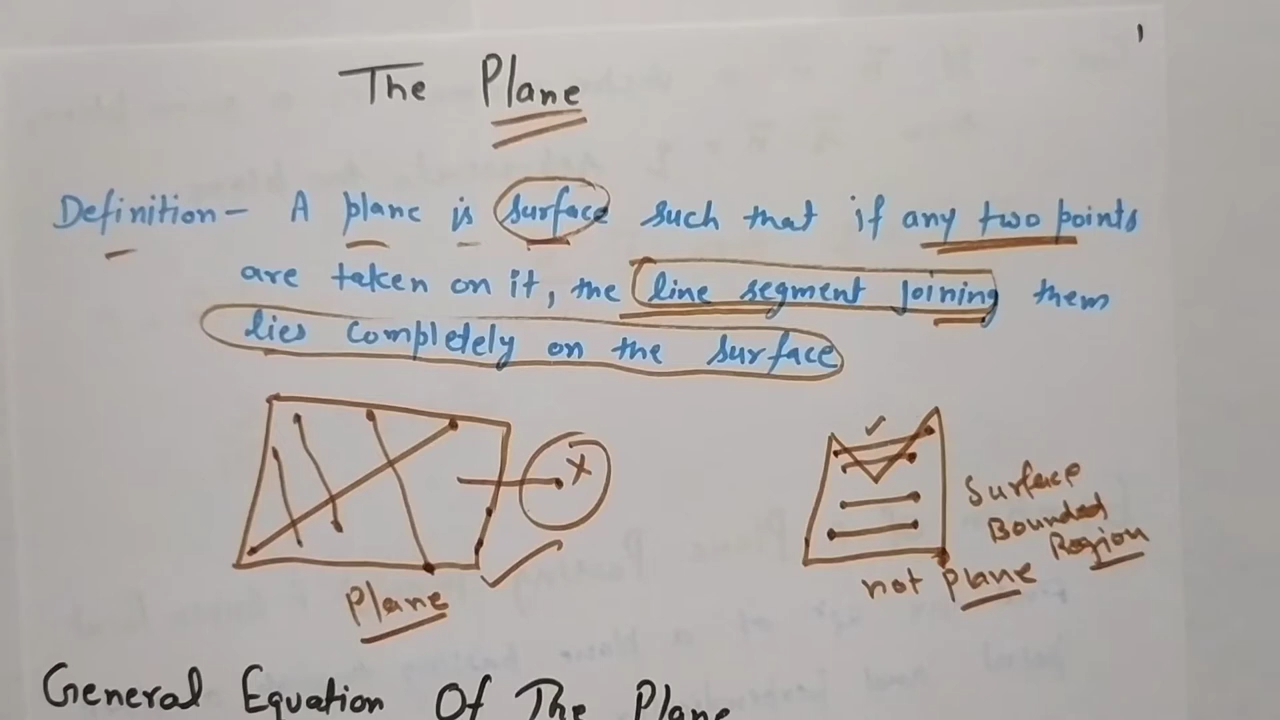 The Plane
Definition - A plane is surface such that if any two points
are taken on it, the line segment joining them
lies completely on the surface
Plane
Surface
Bounded
Region
not plane
General Equation Of The Plane